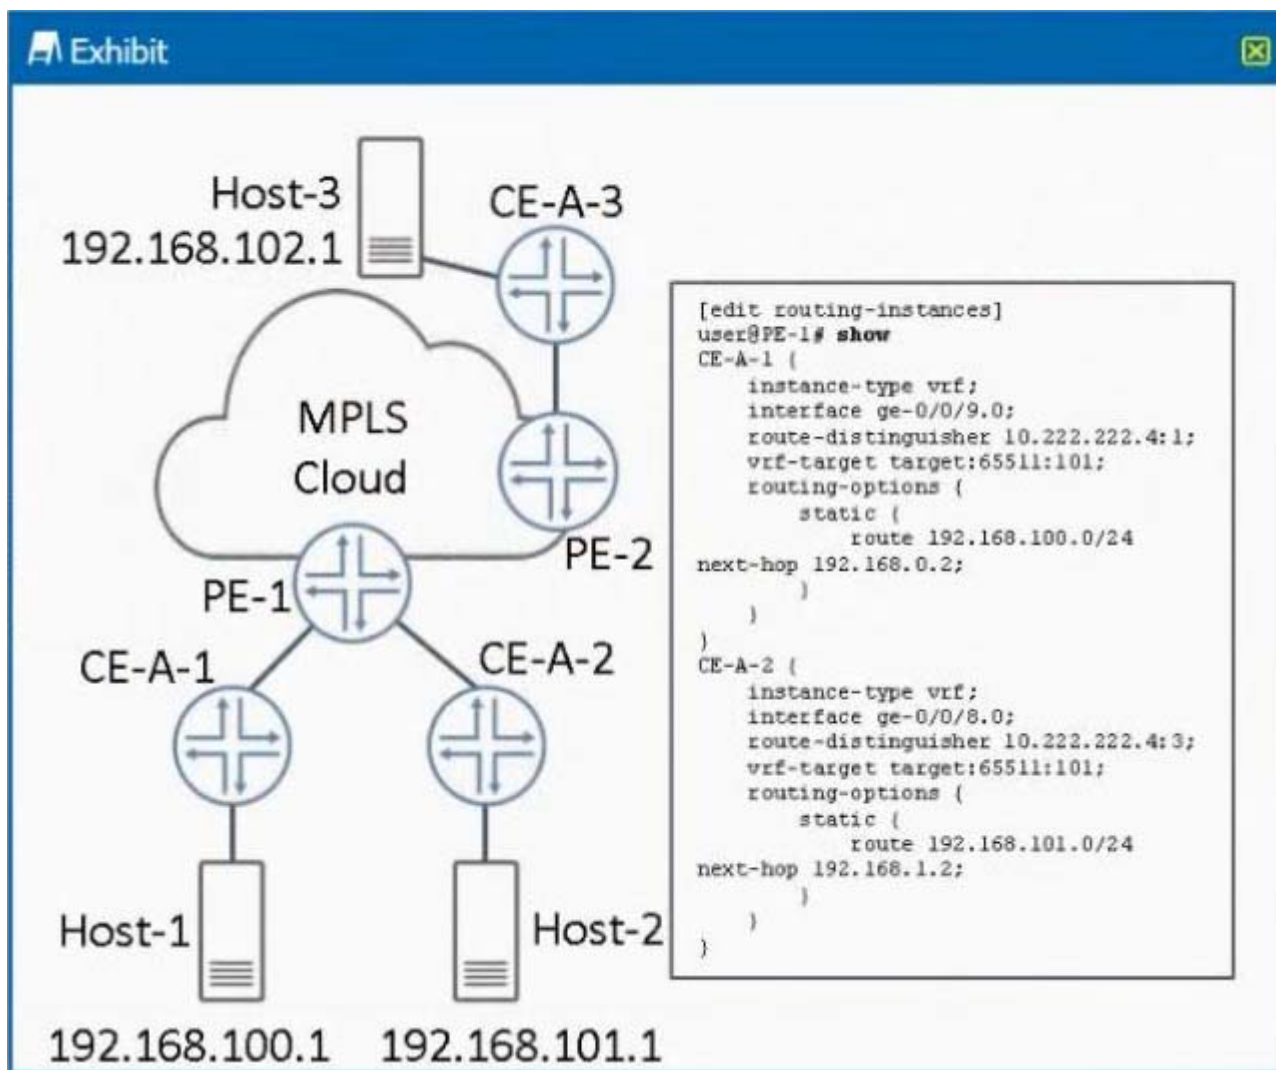 Exhibit
Host-3
192.168.102.1
CE-A-3
MPLS
Cloud
PE-2
PE-1
CE-A-1
CE-A-2
Host-1
Host-2
192.168.100.1
192.168.101.1
[edit routing-instances]
user@PE-1# show
CE-A-1 {
instance-type vrf;
interface ge-0/0/9.0;
route-distinguisher 10.222.222.4:1;
vrf-target target:65511:101;
routing-options {
static {
route 192.168.100.0/24
next-hop 192.168.0.2;
}
}
}
CE-A-2 {
instance-type vrf;
interface ge-0/0/8.0;
route-distinguisher 10.222.222.4:3;
vrf-target target:65511:101;
routing-options {
static {
route 192.168.101.0/24
next-hop 192.168.1.2;
}
}
}